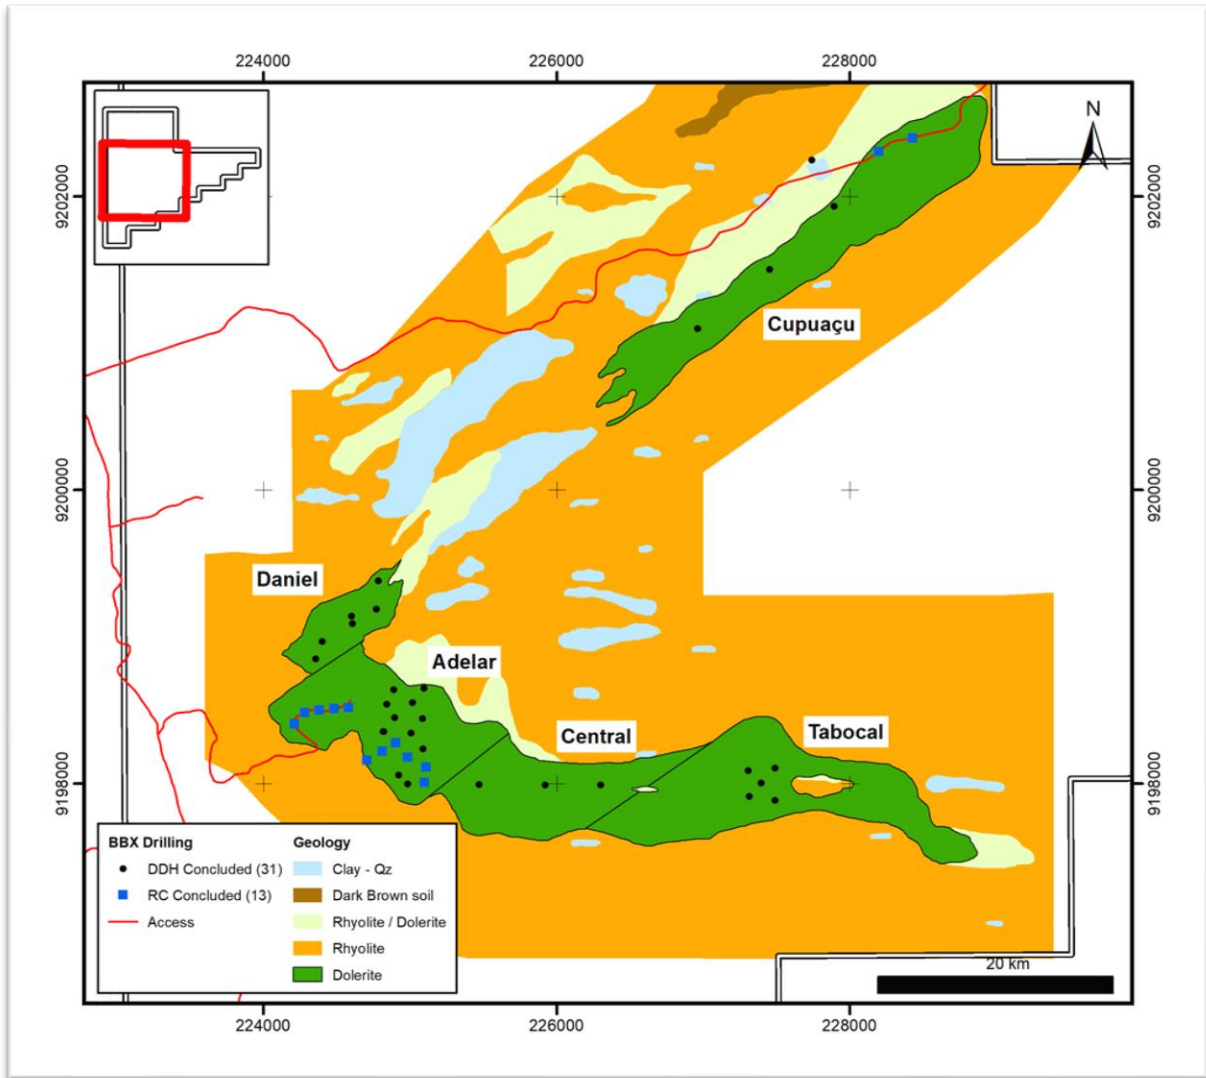 224000
226000
228000
N
9202000
9202000
Cupuaçu
9200000
9200000
Daniel
Adelar
Central
Tabocal
9198000
9198000
BBX Drilling
DDH Concluded (31)
RC Concluded (13)
Access
Geology
Clay - Qz
Dark Brown soil
Rhyolite / Dolerite
Rhyolite
Dolerite
20 km
224000
226000
228000